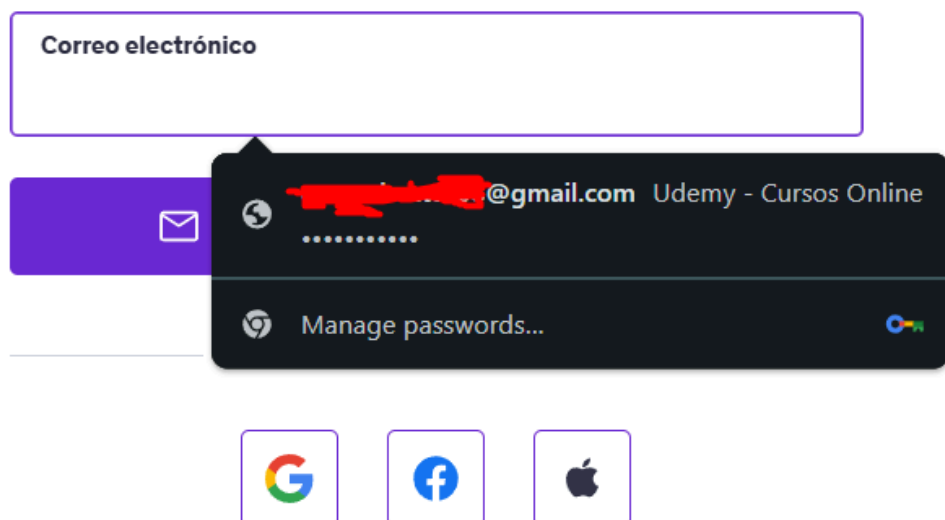 Correo electrónico
@gmail.com Udemy - Cursos Online
•••••••••••
Manage passwords...